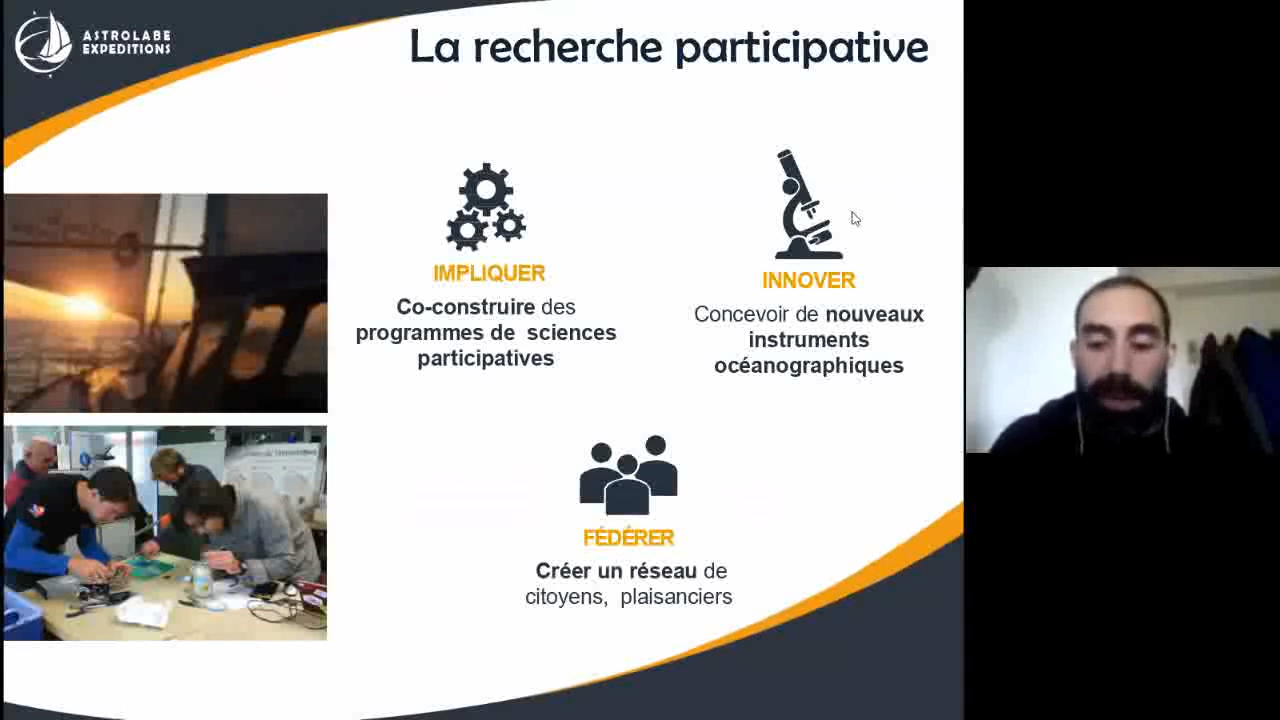 ASTROLABE
EXPEDITIONS
La recherche participative
IMPLIQUER
Co-construire des
programmes de sciences
participatives
INNOVER
Concevoir de nouveaux
instruments
océanographiques
FÉDÉRER
Créer un réseau de
citoyens, plaisanciers